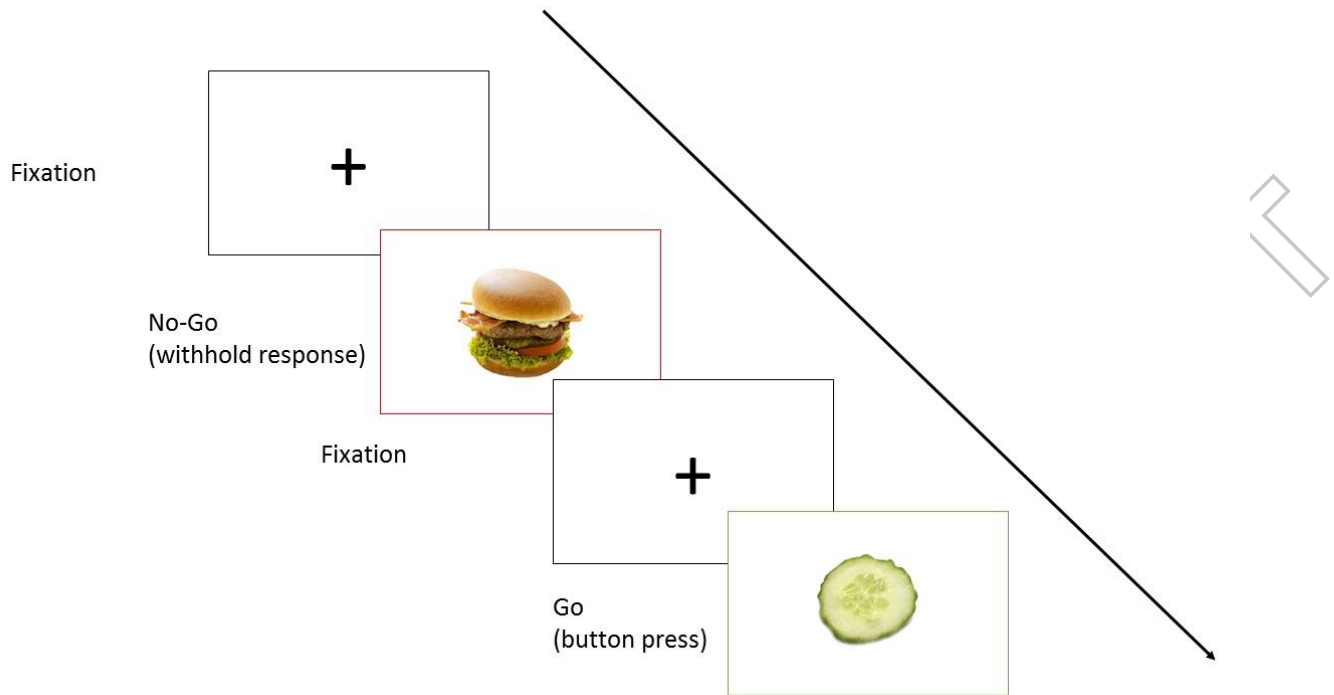 Fixation
No-Go
(withhold response)
Fixation
Go
(button press)